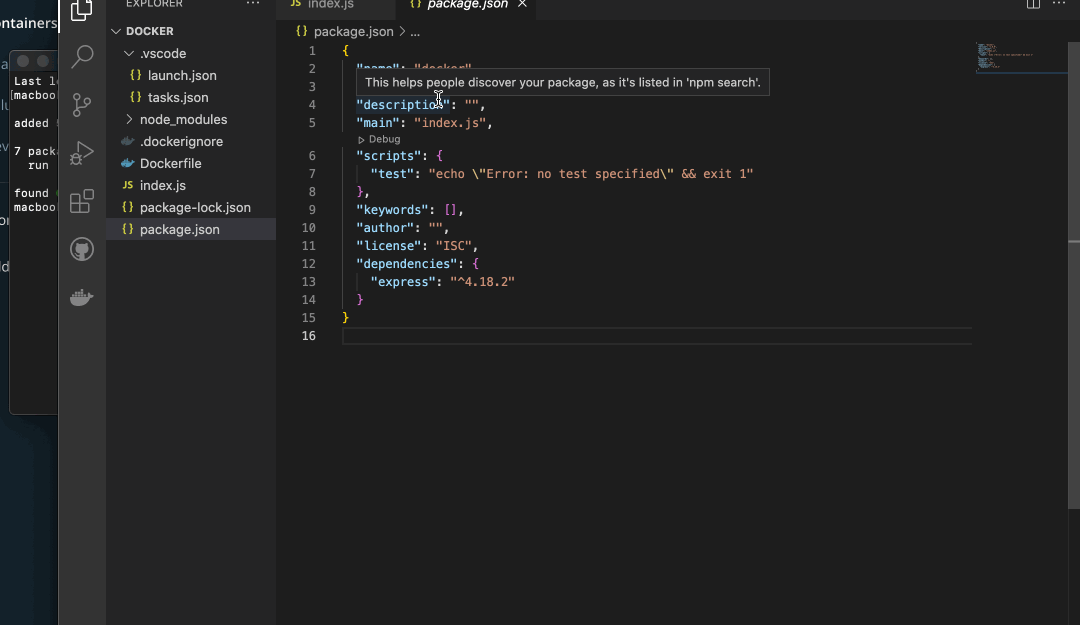 ontainers
Last l
macboo
added
7 packa
run
found
macboo
EXPLORER ...
DOCKER
.vscode
{} launch.json
{} tasks.json
node_modules
.dockerignore
Dockerfile
JS index.js
{} package-lock.json
{} package.json
JS index.js
{} package.json ×
{} package.json > ...
1 {
2 "name": "docker"
This helps people discover your package, as it's listed in 'npm search'.
3
4 "description": "",
5 "main": "index.js",
Debug
6 "scripts": {
7 "test": "echo \"Error: no test specified\" && exit 1"
8 },
9 "keywords": [],
10 "author": "",
11 "license": "ISC",
12 "dependencies": {
13 "express": "^4.18.2"
14 }
15 }
16